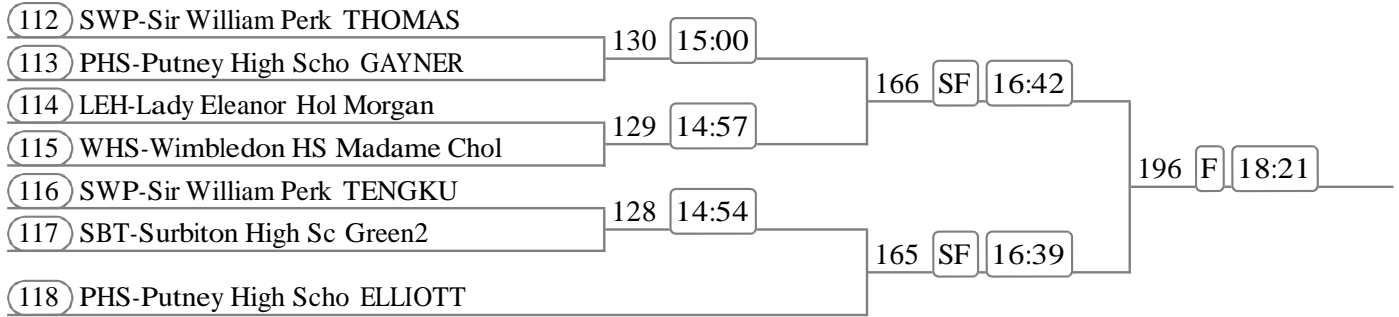 112 SWP-Sir William Perk THOMAS
130 15:00
113 PHS-Putney High Scho GAYNER
166 SF 16:42
114 LEH-Lady Eleanor Hol Morgan
129 14:57
115 WHS-Wimbledon HS Madame Chol
196 F 18:21
116 SWP-Sir William Perk TENGKU
128 14:54
117 SBT-Surbiton High Sc Green2
165 SF 16:39
118 PHS-Putney High Scho ELLIOTT